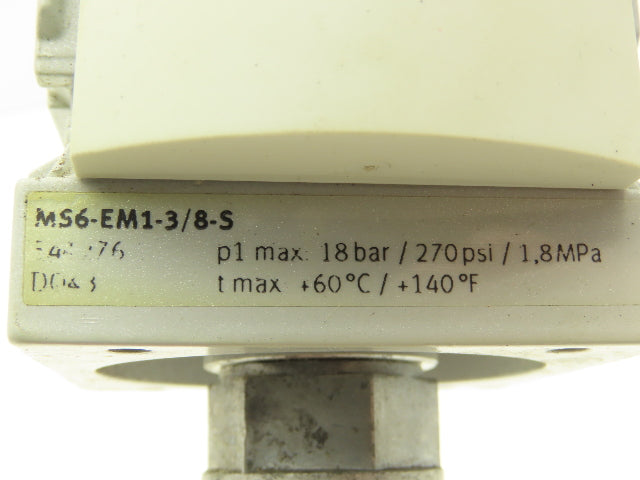 MS6-EM1-3/8-S
p1 max. 18 bar / 270 psi / 1,8 MPa
t max +60°C / +140°F